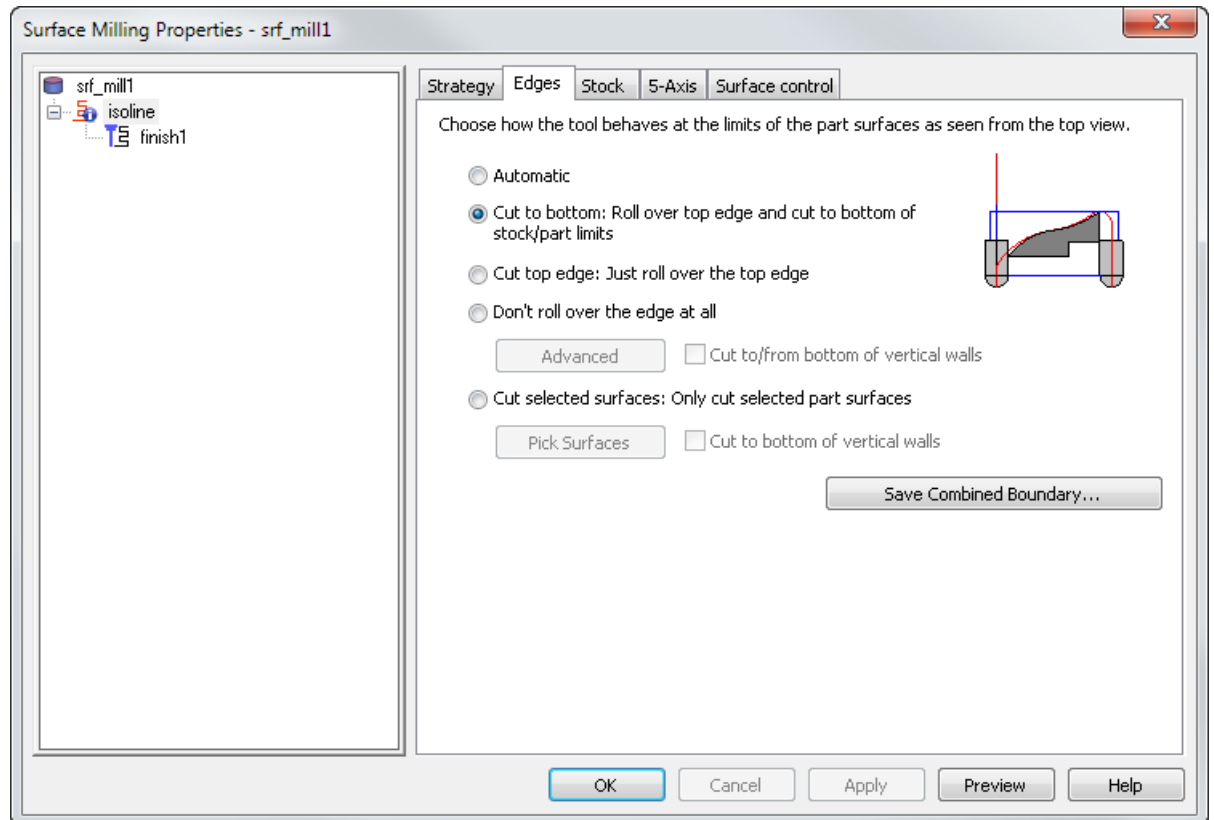 Surface Milling Properties - srf_mill1
srf_mill1
isoline
finish1
Strategy Edges Stock 5-Axis Surface control
Choose how the tool behaves at the limits of the part surfaces as seen from the top view.
Automatic
Cut to bottom: Roll over top edge and cut to bottom of
stock/part limits
Cut top edge: Just roll over the top edge
Don't roll over the edge at all
Advanced Cut to/from bottom of vertical walls
Cut selected surfaces: Only cut selected part surfaces
Pick Surfaces Cut to bottom of vertical walls
Save Combined Boundary...
OK Cancel Apply Preview Help